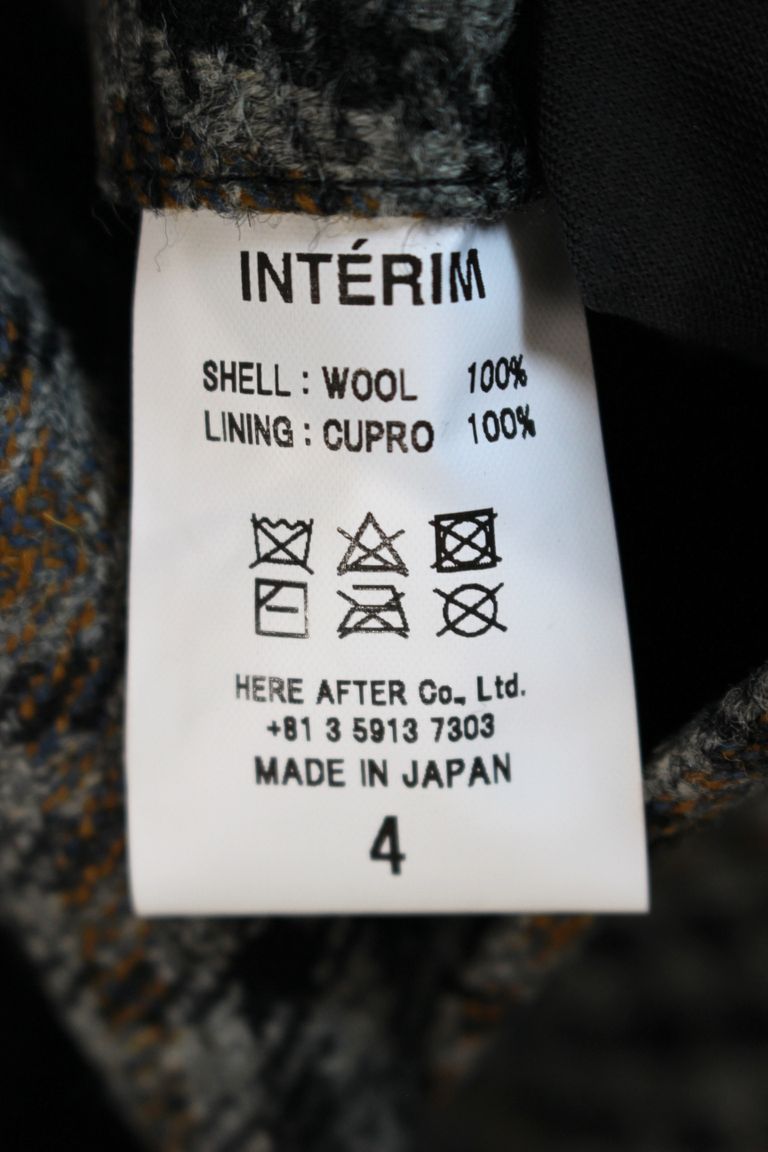 INTÉRIM
SHELL : WOOL 100%
LINING : CUPRO 100%
HERE AFTER Co., Ltd.
+81 3 5913 7303
MADE IN JAPAN
4